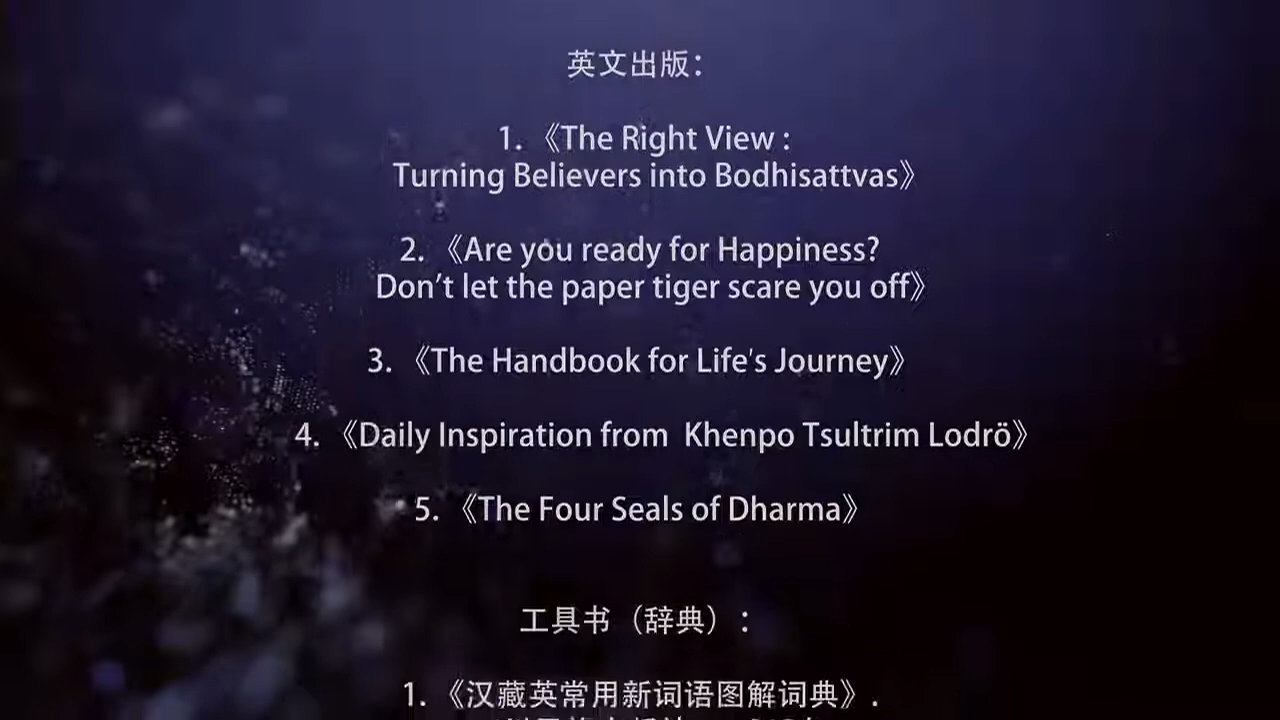 英文出版：
1. 《The Right View :
Turning Believers into Bodhisattvas》
2. 《Are you ready for Happiness?
Don’t let the paper tiger scare you off》
3. 《The Handbook for Life's Journey》
4. 《Daily Inspiration from  Khenpo Tsultrim Lodrö》
5. 《The Four Seals of Dharma》
工具书（辞典）：
1. 《汉藏英常用新词语图解词典》.